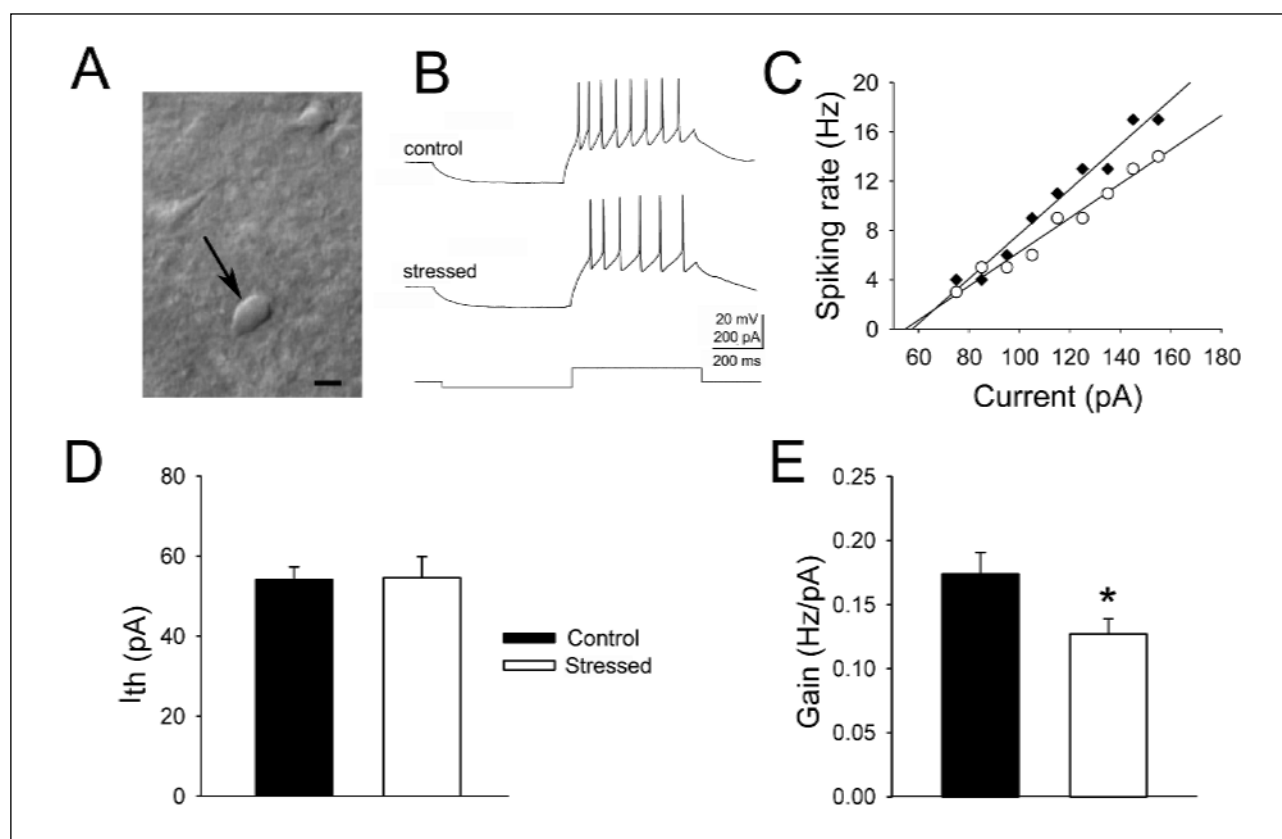 A
B
control
stressed
20 mV
200 pA
200 ms
C
Spiking rate (Hz)
20
16
12
8
4
0
60 80 100 120 140 160 180
Current (pA)
D
Ith (pA)
80
60
40
20
0
Control
Stressed
E
Gain (Hz/pA)
0.25
0.20
0.15
0.10
0.05
0.00
*